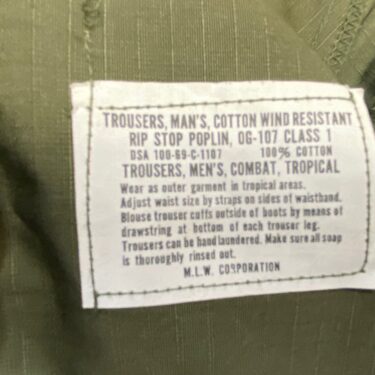 TROUSERS, MAN'S, COTTON WIND RESISTANT
RIP STOP POPLIN, OG-107 CLASS 1
DSA 100-69-C-1187 100% COTTON
TROUSERS, MEN'S, COMBAT, TROPICAL
Wear as outer garment in tropical areas.
Adjust waist size by straps on sides of waistband.
Blouse trouser cuffs outside of boots by means of
drawstring at bottom of each trouser leg.
Trousers can be hand laundered. Make sure all soap
is thoroughly rinsed out.
M.L.W. CORPORATION